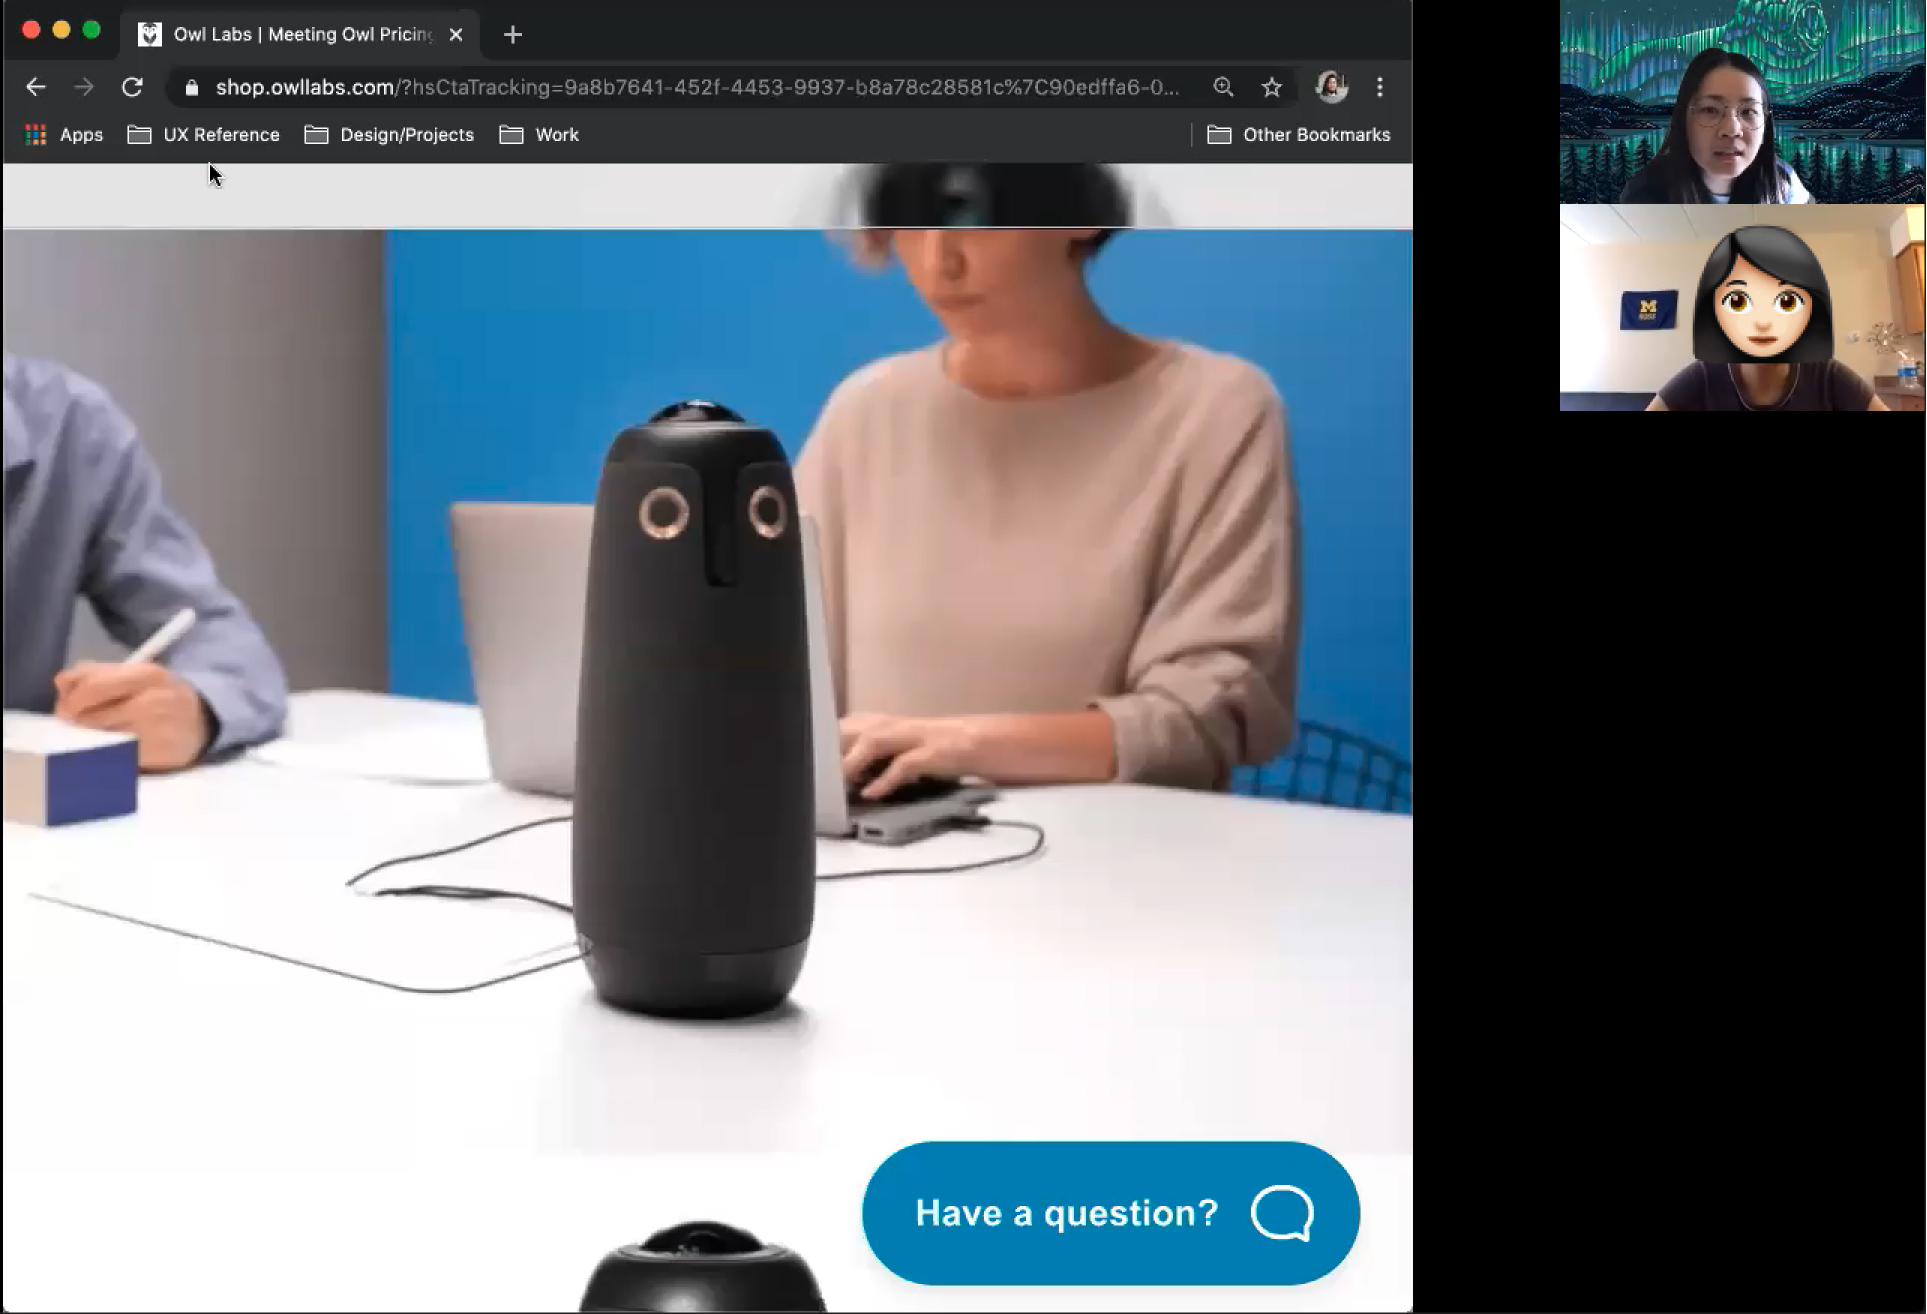 Owl Labs | Meeting Owl Pricing
shop.owllabs.com/?hsCtaTracking=9a8b7641-452f-4453-9937-b8a78c28581c%7C90edffa6-0...
Apps UX Reference Design/Projects Work Other Bookmarks
M
Have a question?